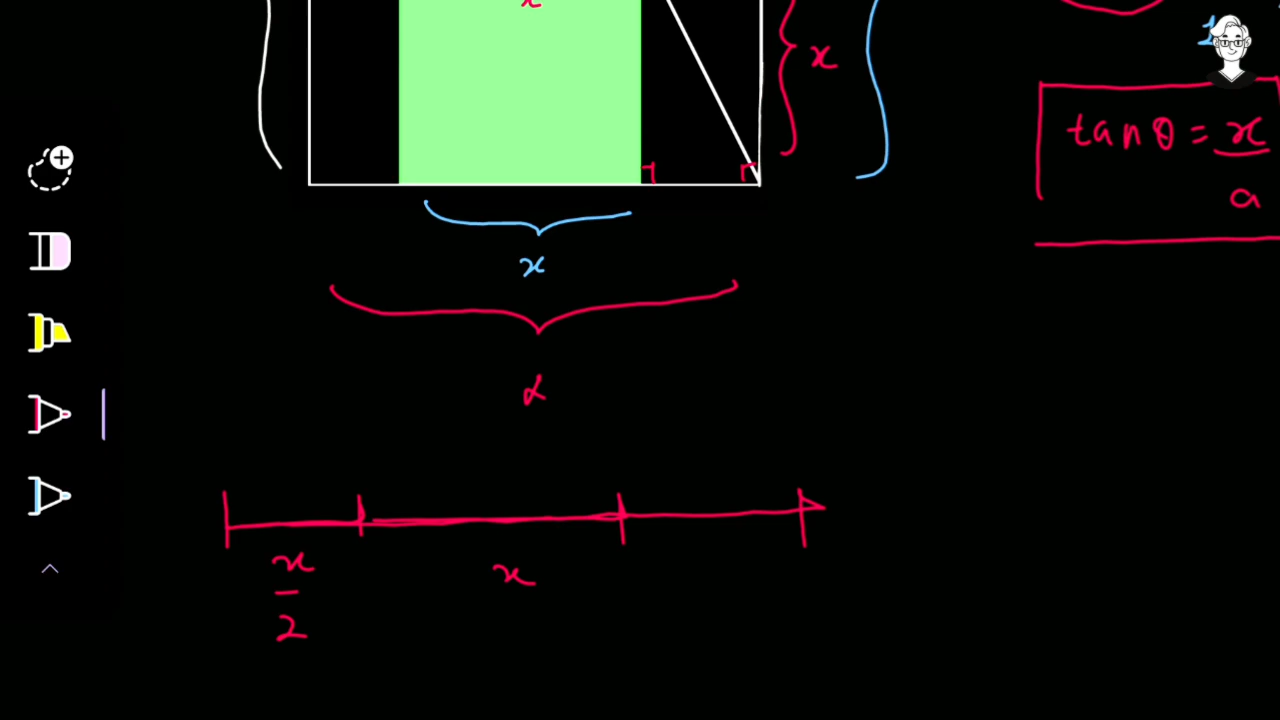 x
x
tan θ = x
a
x
α
x
2
x